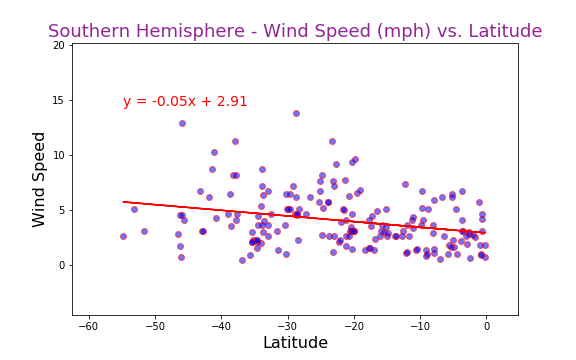 Southern Hemisphere - Wind Speed (mph) vs. Latitude
20
15
y = -0.05x + 2.91
10
Wind Speed
5
0
−60 −50 −40 −30 −20 −10 0
Latitude